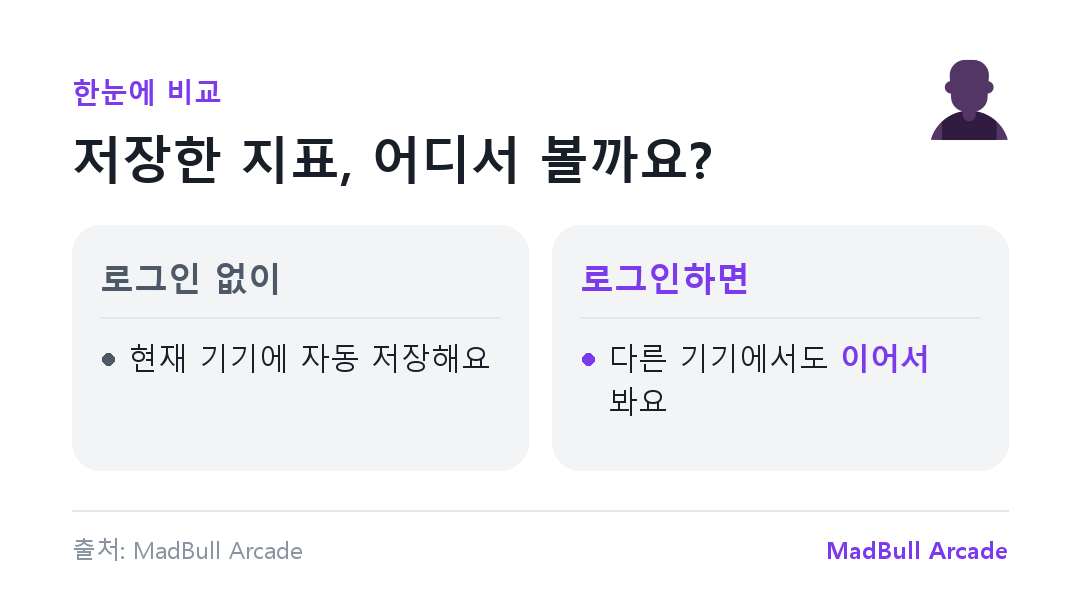 한눈에 비교
저장한 지표, 어디서 볼까요?
로그인 없이
현재 기기에 자동 저장해요
로그인하면
다른 기기에서도 이어서
봐요
출처: MadBull Arcade
MadBull Arcade